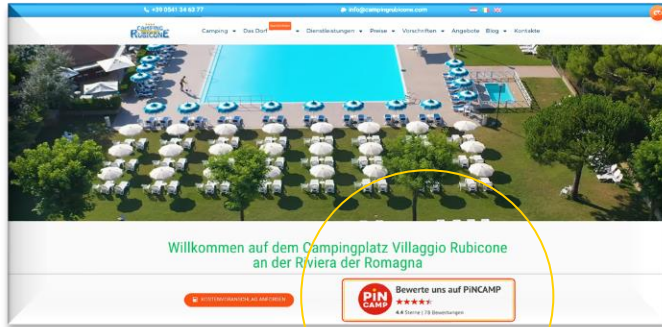 +39 0541 34 63 77
info@campingrubicone.com
CAMPING
RUBICONE
Camping Das Dorf Dienstleistungen Preise Vorschriften Angebote Blog Kontakte
Willkommen auf dem Campingplatz Villaggio Rubicone
an der Riviera der Romagna
KOSTENVORANSCHLAG ANFORDERN
PiN
CAMP
Bewerte uns auf PiNCAMP
4.4 Sterne | 78 Bewertungen